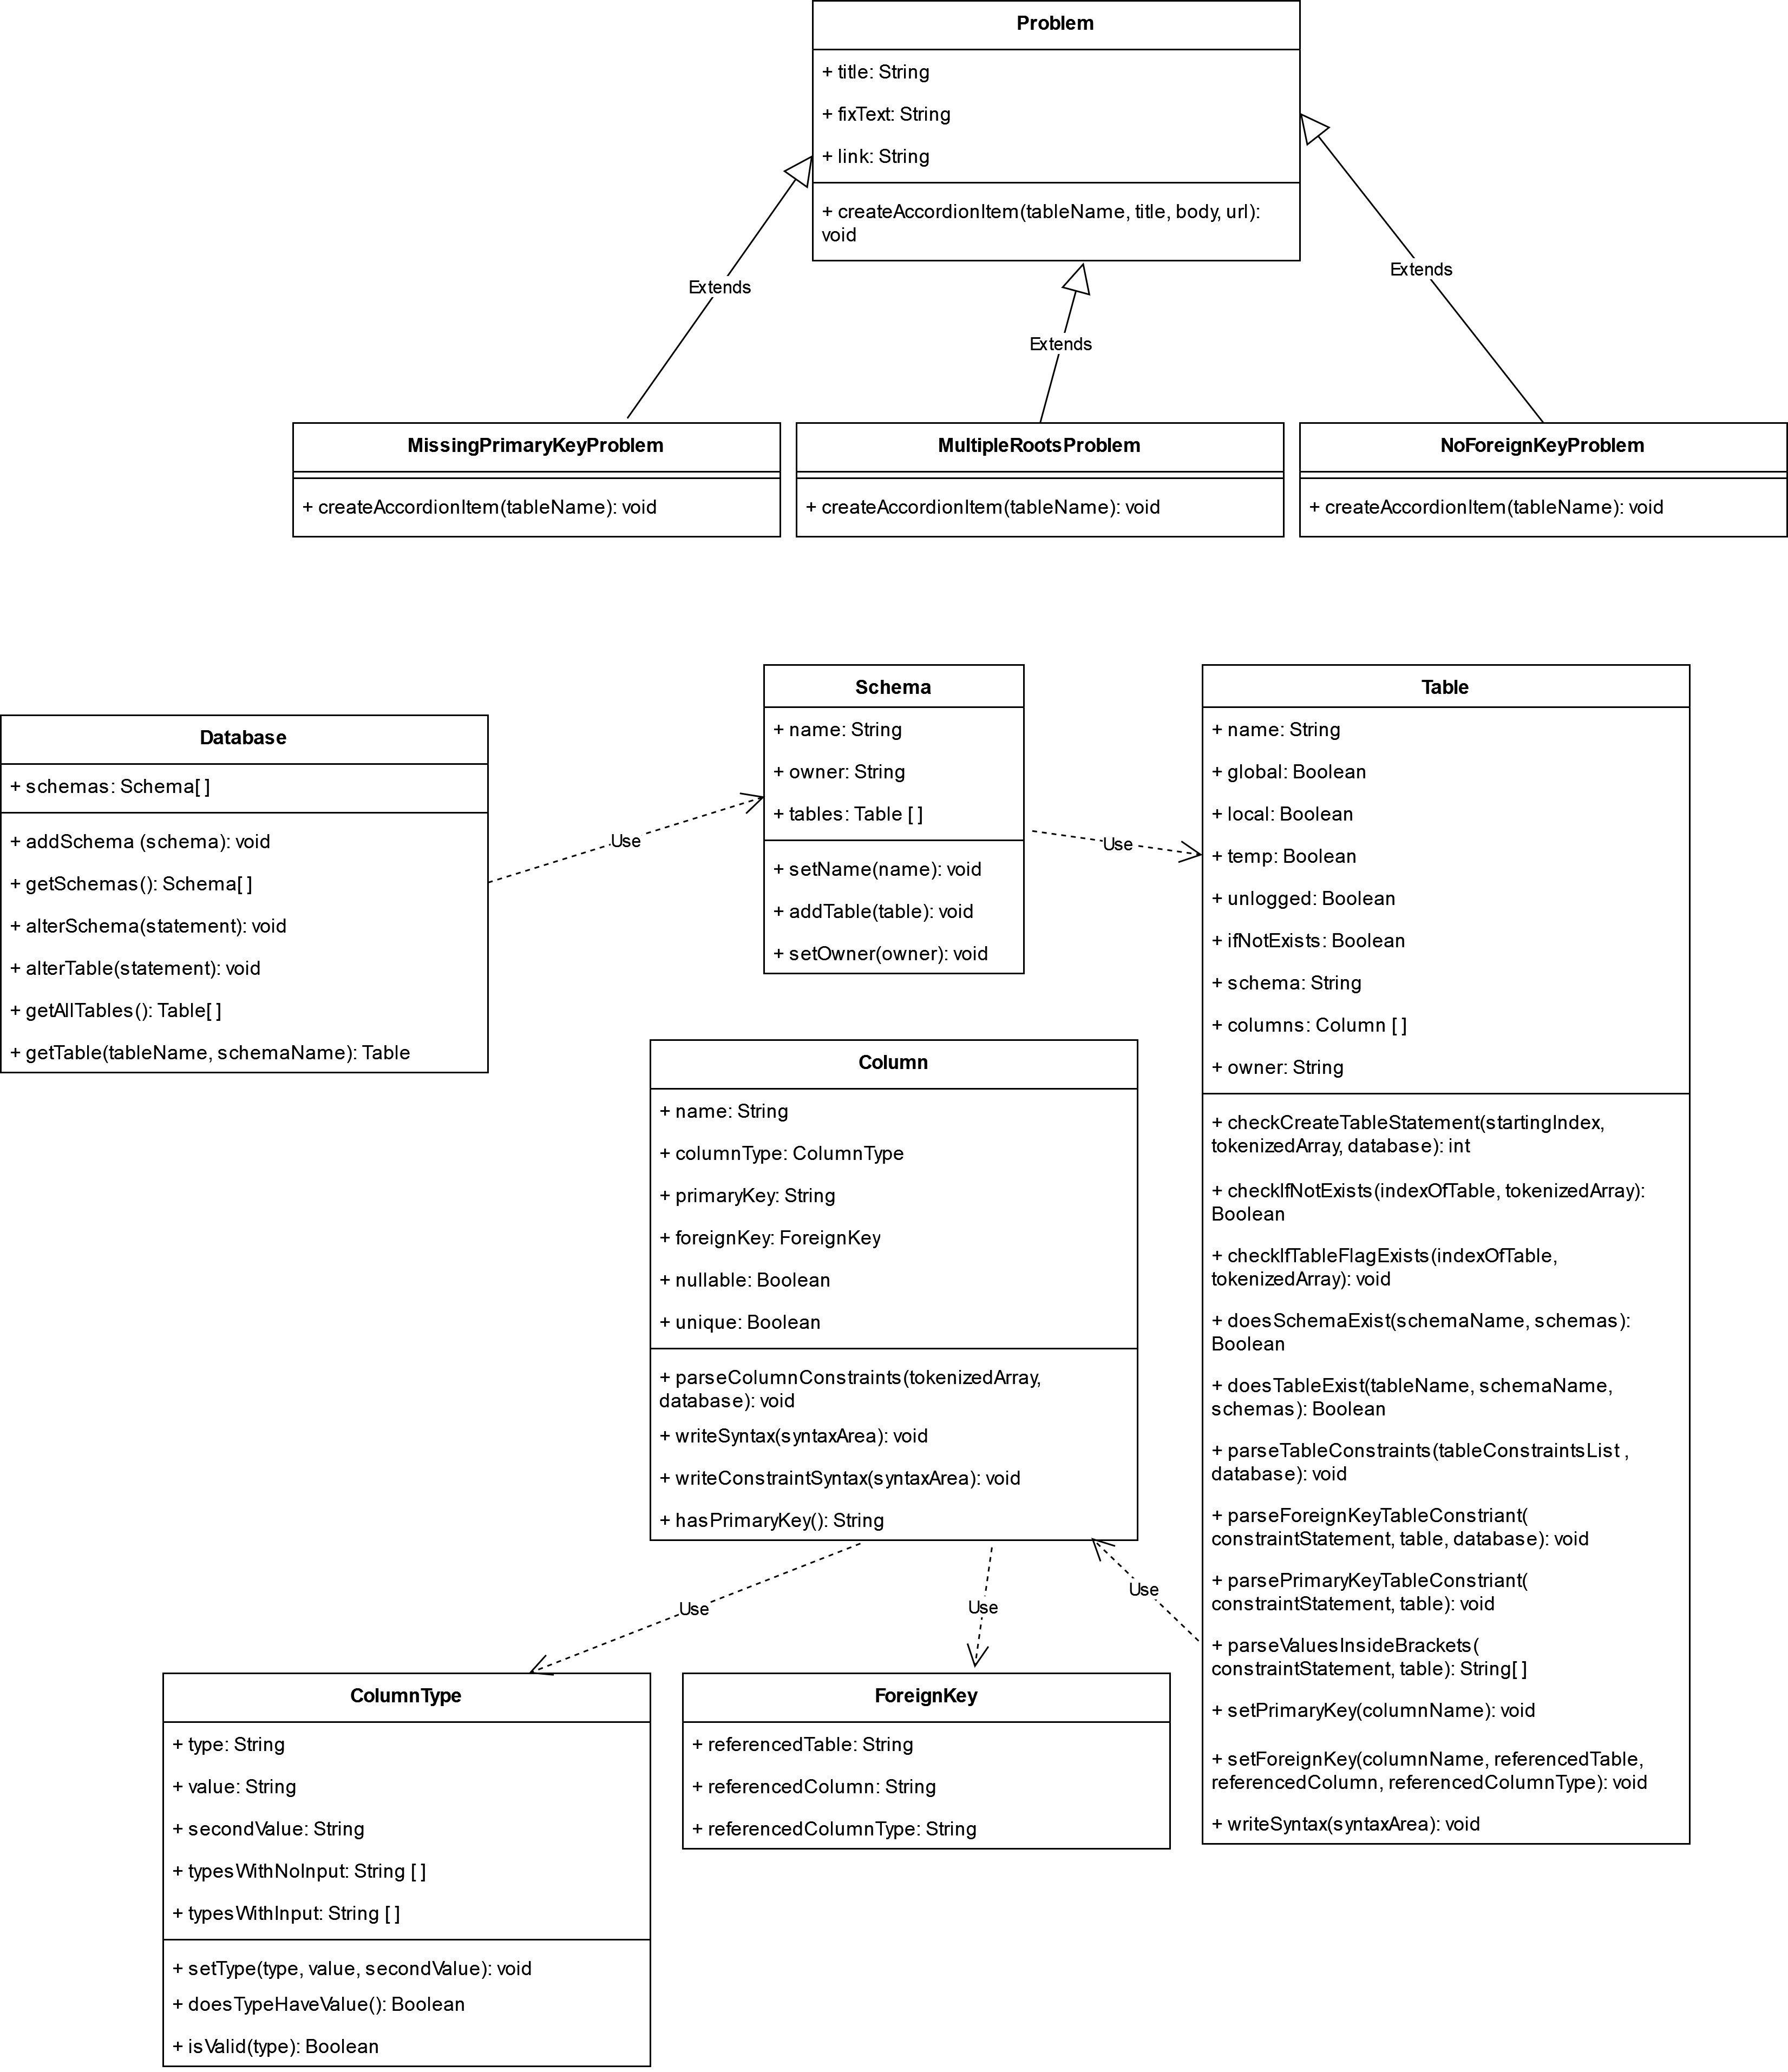 Problem
+ title: String
+ fixText: String
+ link: String
+ createAccordionItem(tableName, title, body, url):
void
Extends
Extends
Extends
MissingPrimaryKeyProblem
+ createAccordionItem(tableName): void
MultipleRootsProblem
+ createAccordionItem(tableName): void
NoForeignKeyProblem
+ createAccordionItem(tableName): void
Database
+ schemas: Schema[ ]
+ addSchema (schema): void
+ getSchemas(): Schema[ ]
+ alterSchema(statement): void
+ alterTable(statement): void
+ getAllTables(): Table[ ]
+ getTable(tableName, schemaName): Table
Use
Schema
+ name: String
+ owner: String
+ tables: Table [ ]
+ setName(name): void
+ addTable(table): void
+ setOwner(owner): void
Use
Table
+ name: String
+ global: Boolean
+ local: Boolean
+ temp: Boolean
+ unlogged: Boolean
+ ifNotExists: Boolean
+ schema: String
+ columns: Column [ ]
+ owner: String
+ checkCreateTableStatement(startingIndex,
tokenizedArray, database): int
+ checkIfNotExists(indexOfTable, tokenizedArray):
Boolean
+ checkIfTableFlagExists(indexOfTable,
tokenizedArray): void
+ doesSchemaExist(schemaName, schemas):
Boolean
+ doesTableExist(tableName, schemaName,
schemas): Boolean
+ parseTableConstraints(tableConstraintsList ,
database): void
+ parseForeignKeyTableConstriant(
constraintStatement, table, database): void
+ parsePrimaryKeyTableConstriant(
constraintStatement, table): void
+ parseValuesInsideBrackets(
constraintStatement, table): String[ ]
+ setPrimaryKey(columnName): void
+ setForeignKey(columnName, referencedTable,
referencedColumn, referencedColumnType): void
+ writeSyntax(syntaxArea): void
Column
+ name: String
+ columnType: ColumnType
+ primaryKey: String
+ foreignKey: ForeignKey
+ nullable: Boolean
+ unique: Boolean
+ parseColumnConstraints(tokenizedArray,
database): void
+ writeSyntax(syntaxArea): void
+ writeConstraintSyntax(syntaxArea): void
+ hasPrimaryKey(): String
Use
Use
Use
ColumnType
+ type: String
+ value: String
+ secondValue: String
+ typesWithNoInput: String [ ]
+ typesWithInput: String [ ]
+ setType(type, value, secondValue): void
+ doesTypeHaveValue(): Boolean
+ isValid(type): Boolean
ForeignKey
+ referencedTable: String
+ referencedColumn: String
+ referencedColumnType: String